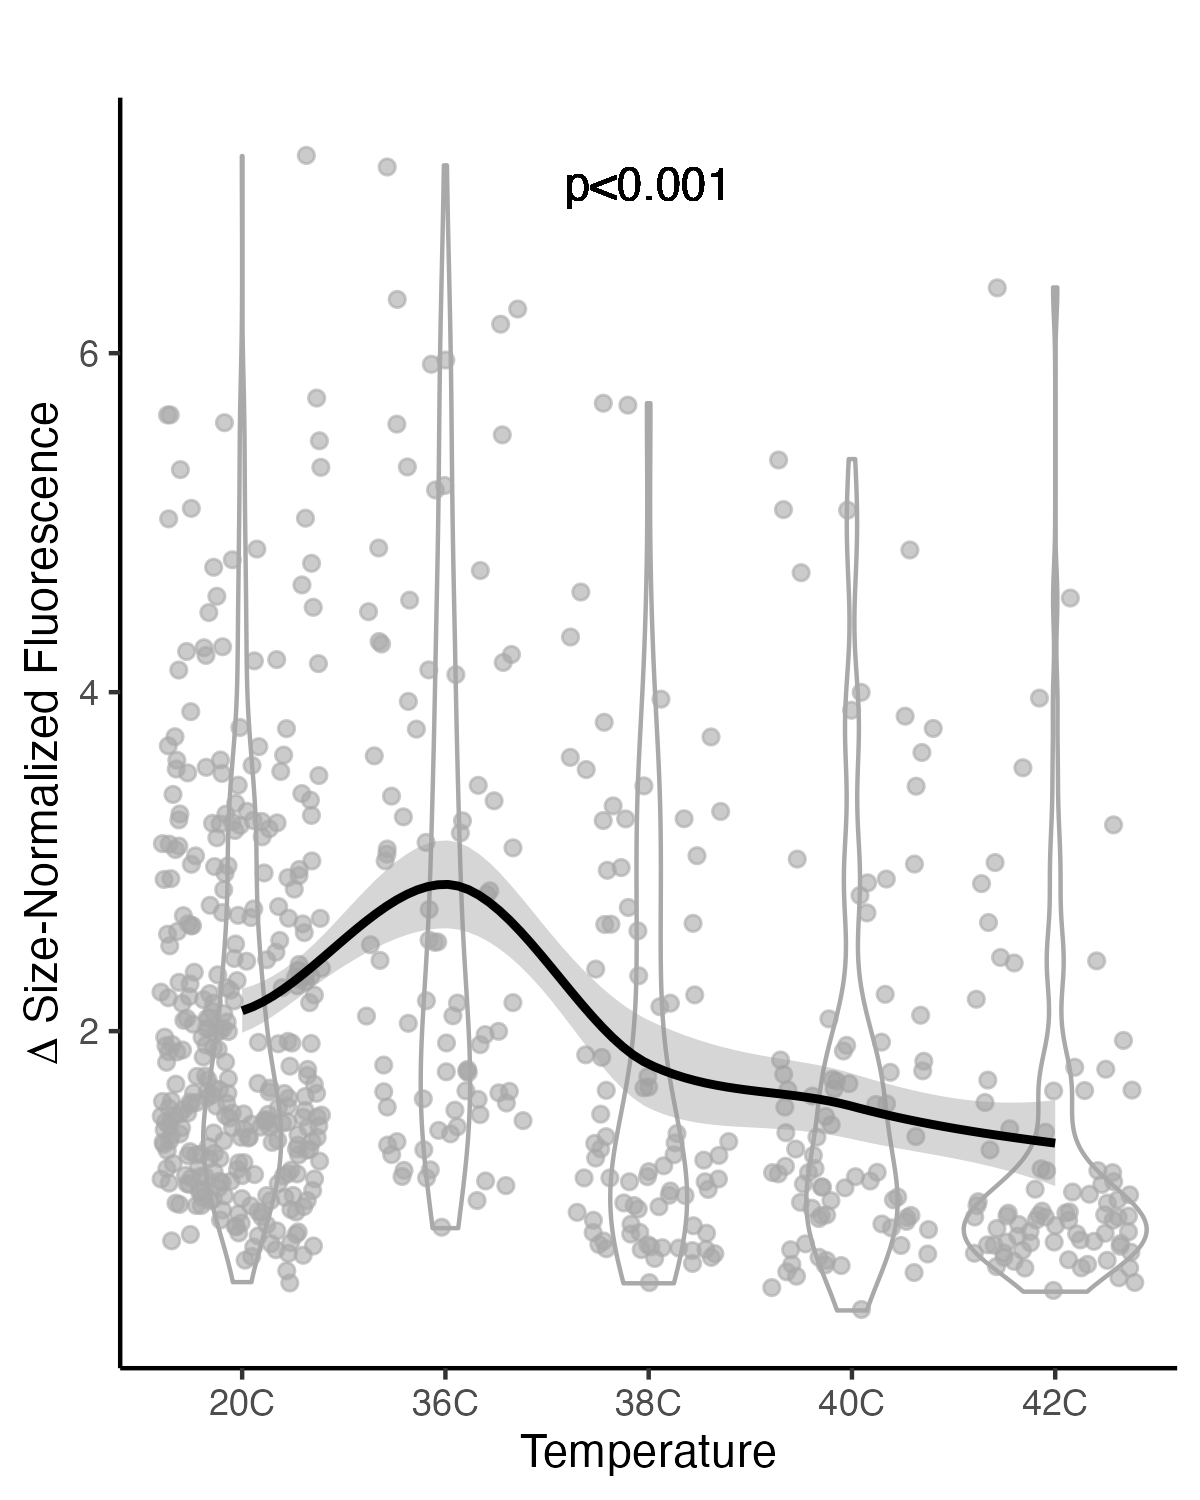 p<0.001
Δ Size-Normalized Fluorescence
6
4
2
20C 36C 38C 40C 42C
Temperature